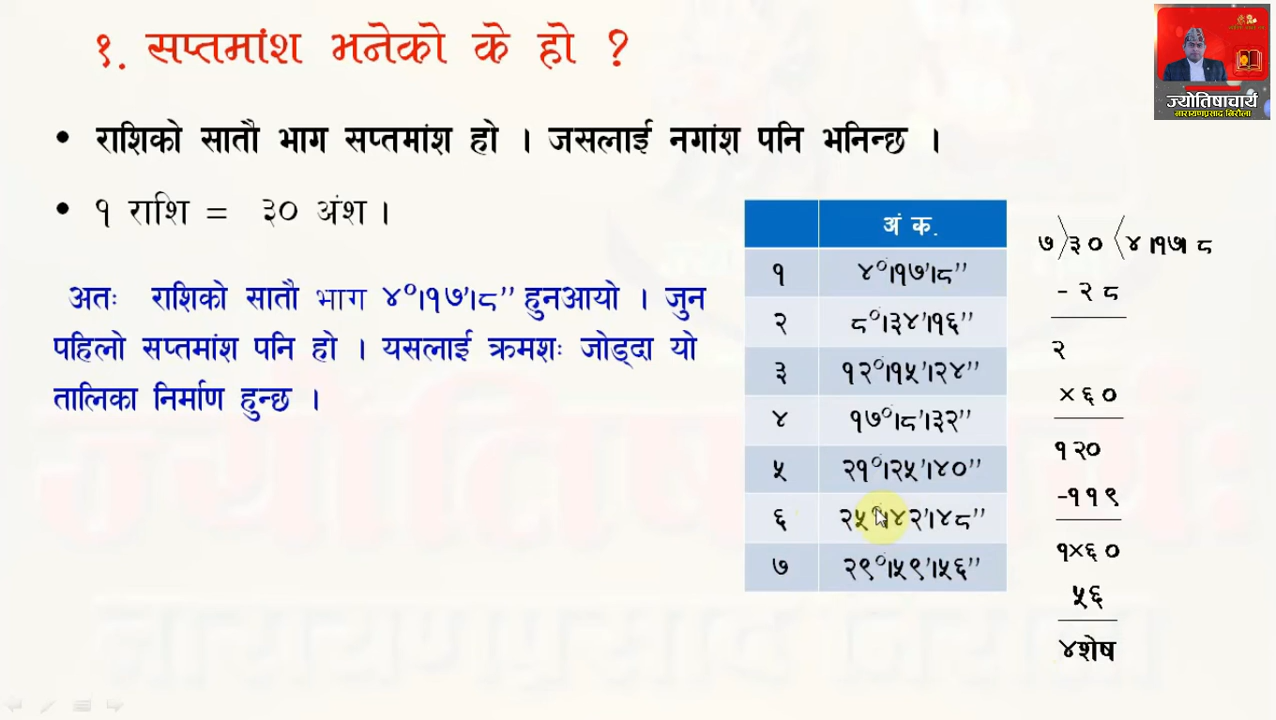 १. सप्तमांश भनेको के हो ?
ज्योतिषाचार्य
नारायणप्रसाद गिरौला
• राशिको सातौ भाग सप्तमांश हो । जसलाई नगांश पनि भनिन्छ ।
• १ राशि = ३० अंश ।
अतः राशिको सातौ भाग ४°।१७'।८" हुनआयो । जुन
पहिलो सप्तमांश पनि हो । यसलाई क्रमशः जोड्दा यो
तालिका निर्माण हुन्छ ।
अं क.
१ ४°।१७'।८"
२ ८°।३४'।१६"
३ १२°।१५'।२४"
४ १७°।८'।३२"
५ २१°।२५'।४०"
६ २५°।४२'।४८"
७ २९°।५९'।५६"
७ ३० ४।१७।८
- २८
२
×६०
१२०
-११९
१×६०
५६
४शेष